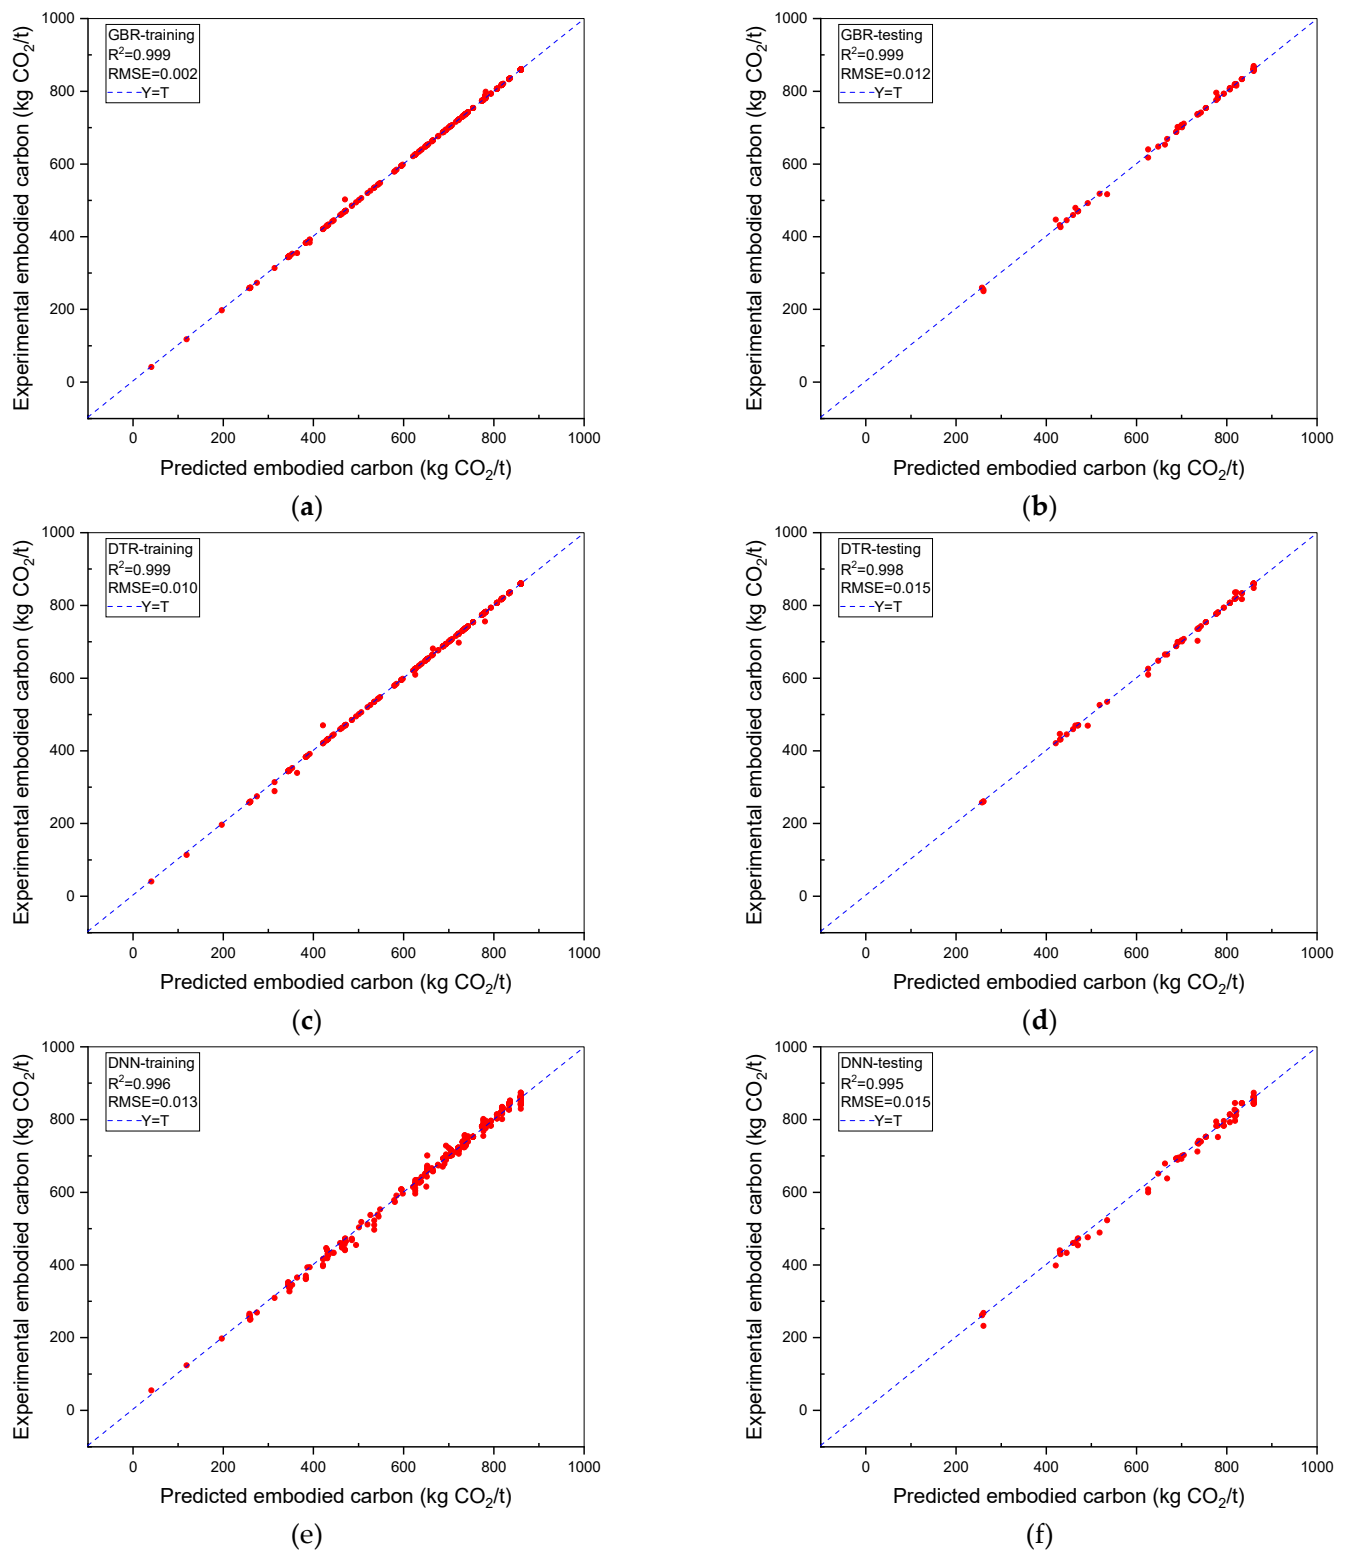 GBR-training
R²=0.999
RMSE=0.002
Y=T
1000
800
600
400
200
0
0 200 400 600 800 1000
Experimental embodied carbon (kg CO₂/t)
Predicted embodied carbon (kg CO₂/t)
(a)
GBR-testing
R²=0.999
RMSE=0.012
Y=T
1000
800
600
400
200
0
0 200 400 600 800 1000
Experimental embodied carbon (kg CO₂/t)
Predicted embodied carbon (kg CO₂/t)
(b)
DTR-training
R²=0.999
RMSE=0.010
Y=T
1000
800
600
400
200
0
0 200 400 600 800 1000
Experimental embodied carbon (kg CO₂/t)
Predicted embodied carbon (kg CO₂/t)
(c)
DTR-testing
R²=0.998
RMSE=0.015
Y=T
1000
800
600
400
200
0
0 200 400 600 800 1000
Experimental embodied carbon (kg CO₂/t)
Predicted embodied carbon (kg CO₂/t)
(d)
DNN-training
R²=0.996
RMSE=0.013
Y=T
1000
800
600
400
200
0
0 200 400 600 800 1000
Experimental embodied carbon (kg CO₂/t)
Predicted embodied carbon (kg CO₂/t)
(e)
DNN-testing
R²=0.995
RMSE=0.015
Y=T
1000
800
600
400
200
0
0 200 400 600 800 1000
Experimental embodied carbon (kg CO₂/t)
Predicted embodied carbon (kg CO₂/t)
(f)